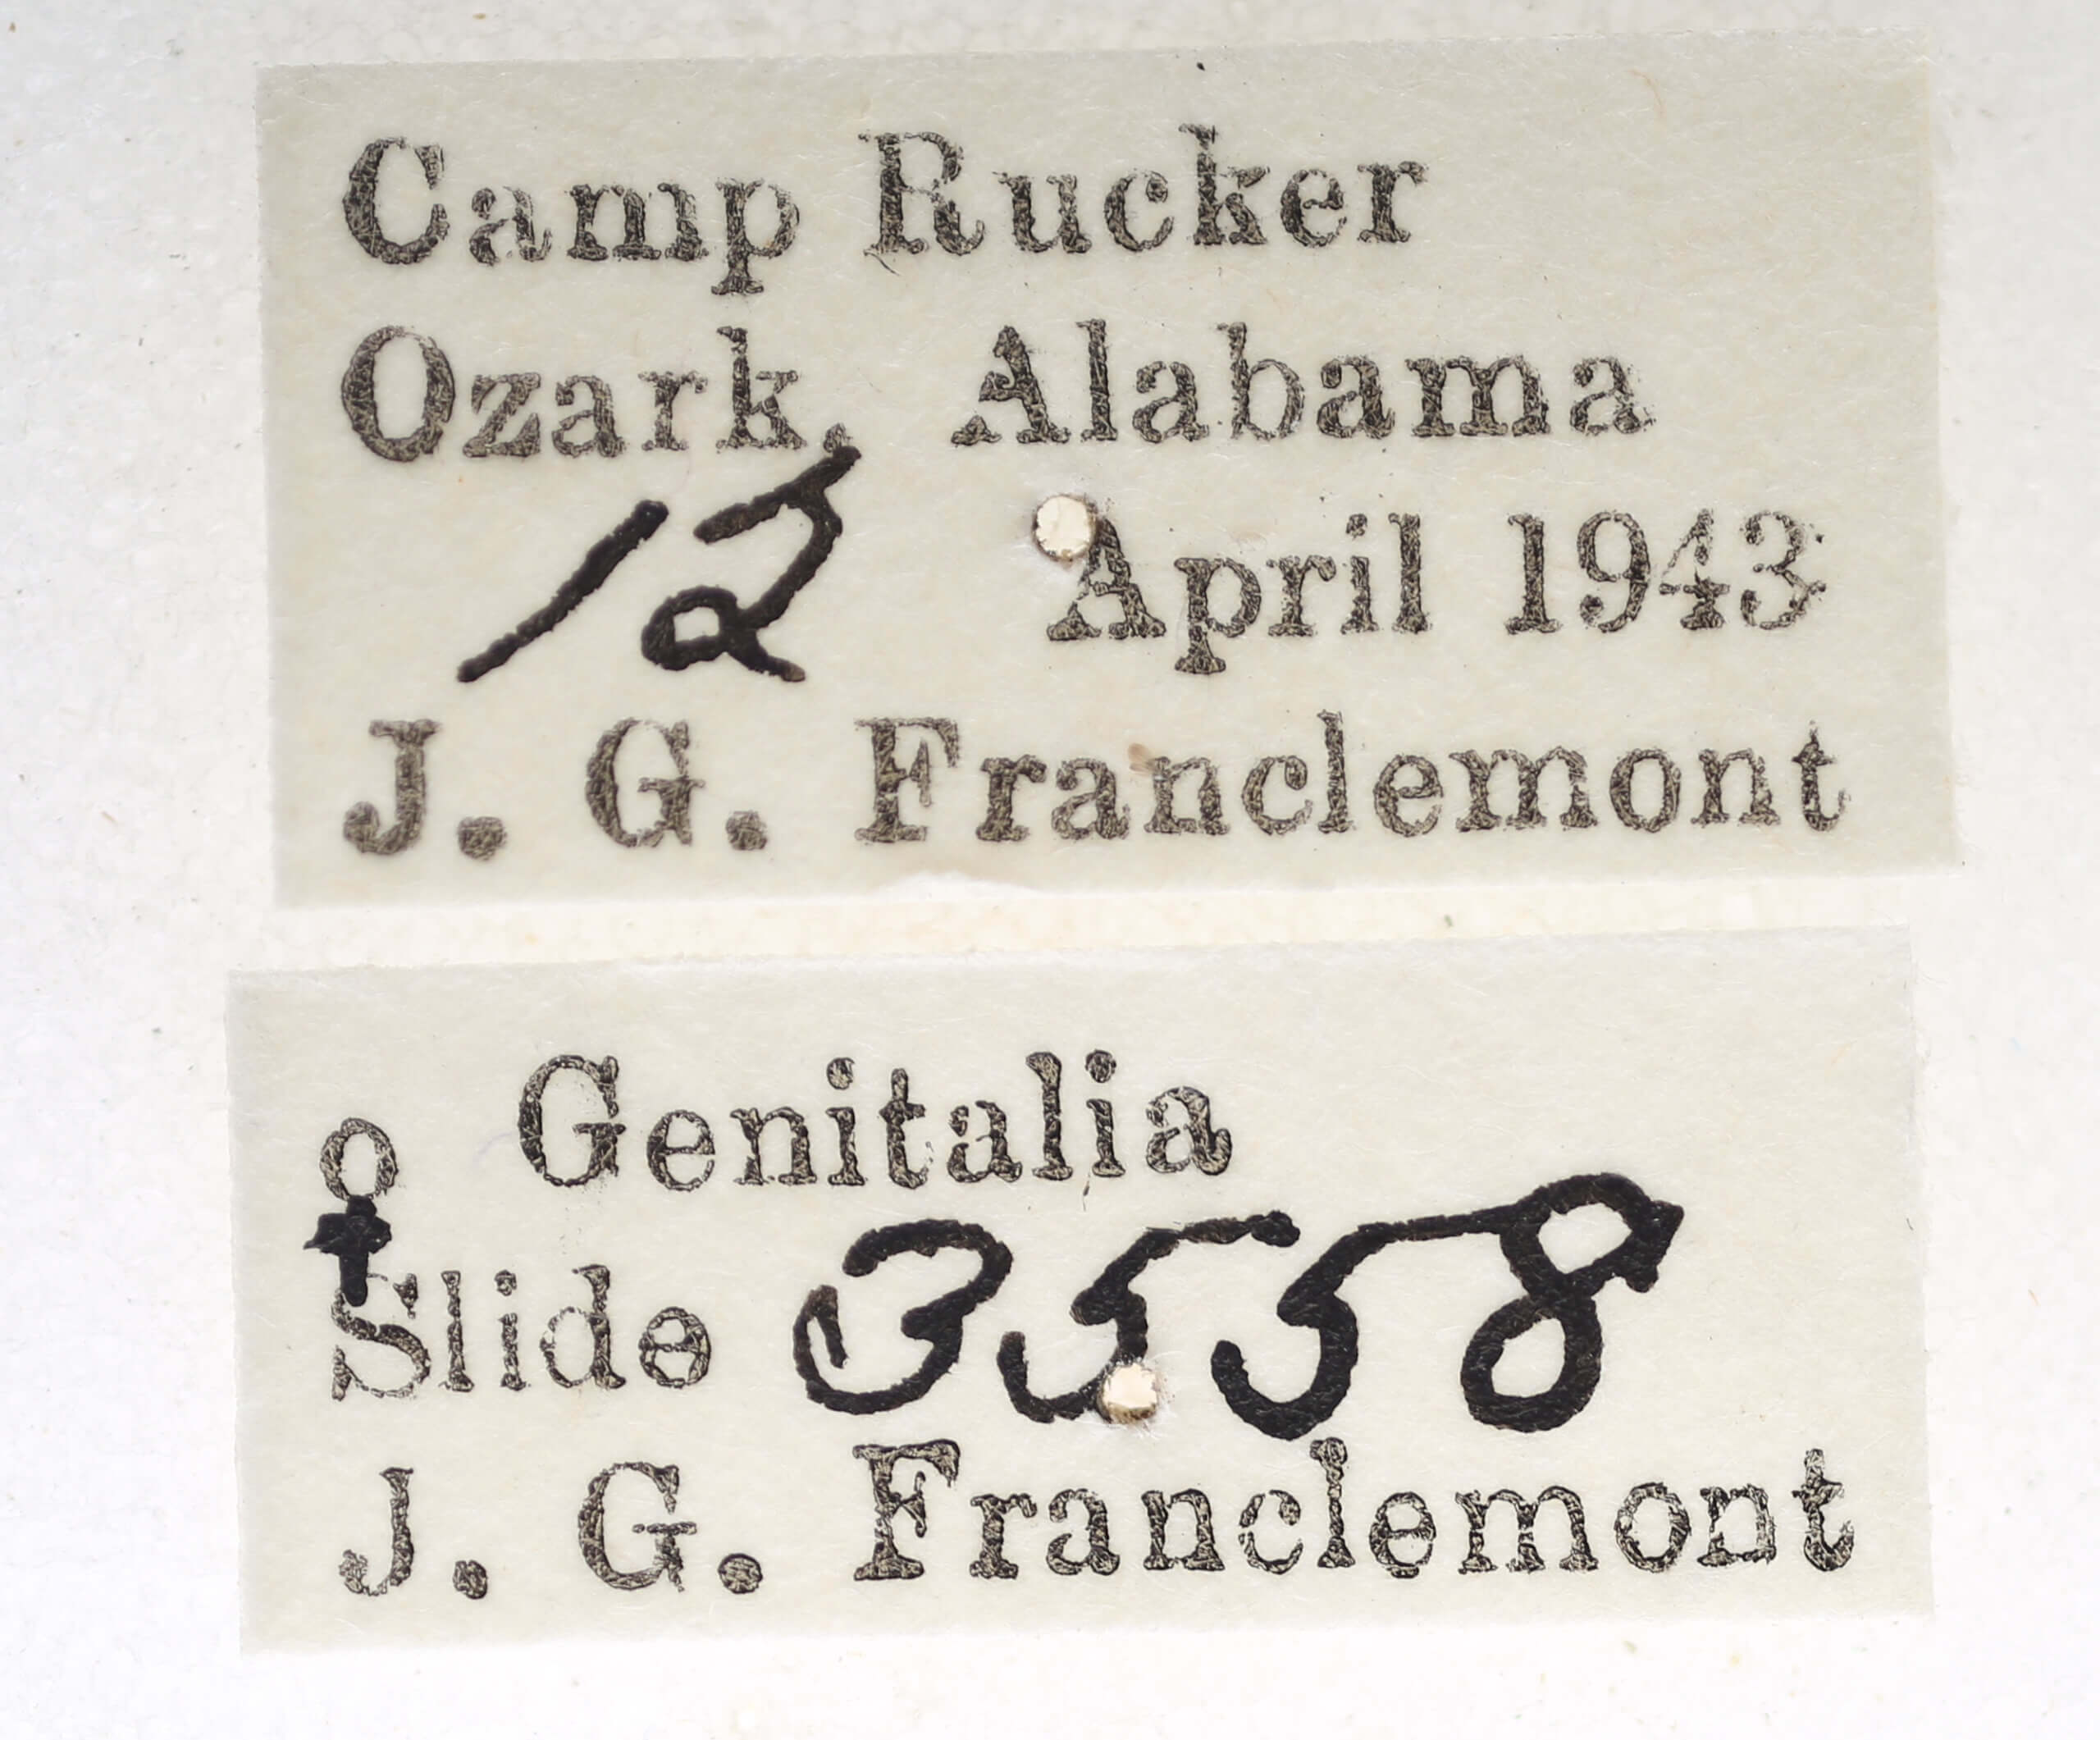 Camp Rucker
Ozark, Alabama
12 April 1943
J. G. Franclemont
♀ Genitalia
Slide 3558
J. G. Franclemont